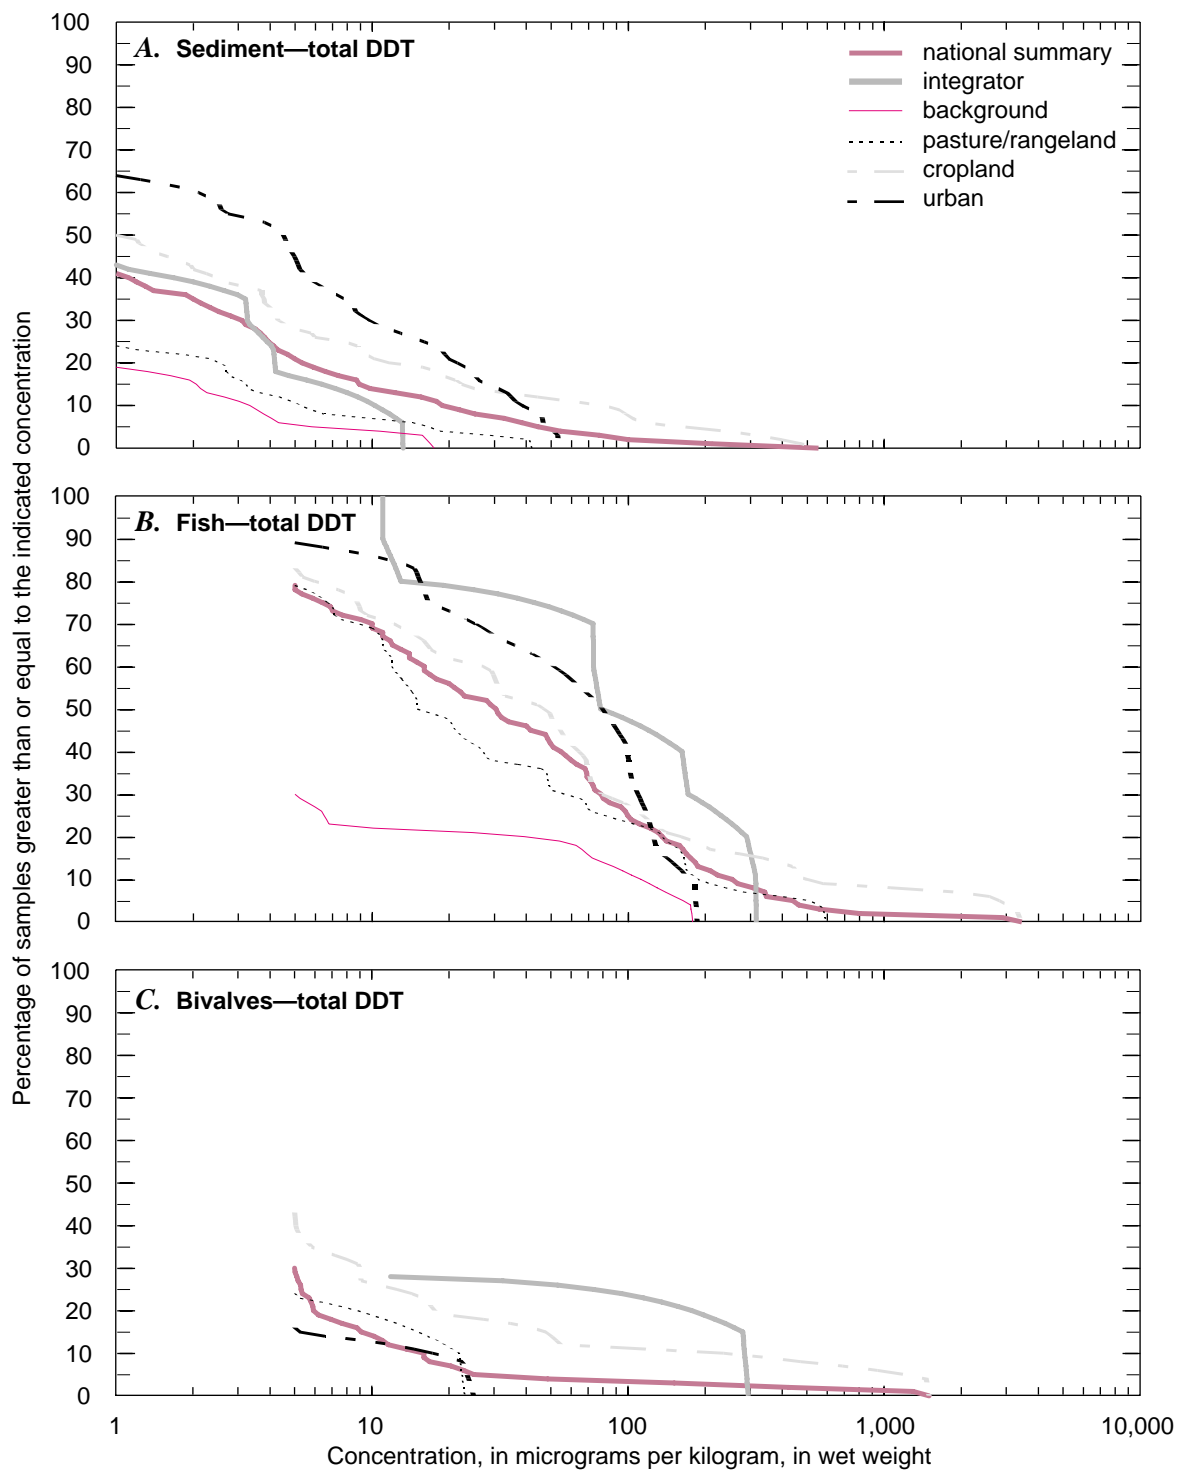 Percentage of samples greater than or equal to the indicated concentration
A. Sediment—total DDT
national summary
integrator
background
pasture/rangeland
cropland
urban
100
90
80
70
60
50
40
30
20
10
0
B. Fish—total DDT
100
90
80
70
60
50
40
30
20
10
0
C. Bivalves—total DDT
100
90
80
70
60
50
40
30
20
10
0
1 10 100 1,000 10,000
Concentration, in micrograms per kilogram, in wet weight